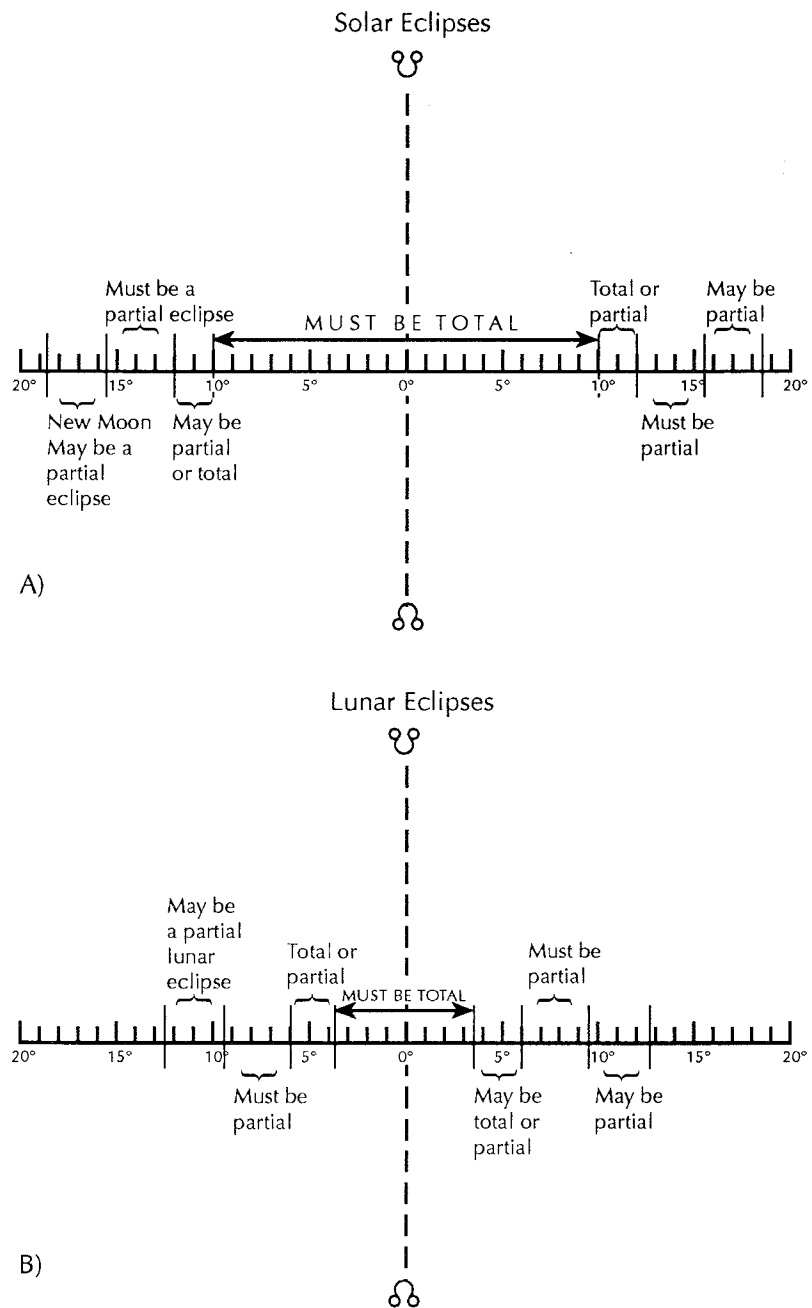 Solar Eclipses
Must be a
partial eclipse
MUST BE TOTAL
Total or
partial
May be
partial
20° 15° 10° 5° 0° 5° 10° 15° 20°
New Moon
May be a
partial
eclipse
May be
partial
or total
Must be
partial
A)
Lunar Eclipses
May be
a partial
lunar
eclipse
Total or
partial
MUST BE TOTAL
Must be
partial
20° 15° 10° 5° 0° 5° 10° 15° 20°
Must be
partial
May be
total or
partial
May be
partial
B)